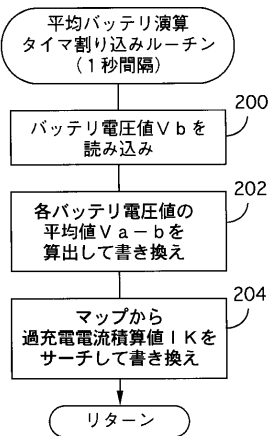 平均バッテリ演算
タイマ割り込みルーチン
(1秒間隔)
200
バッテリ電圧値Vbを
読み込み
202
各バッテリ電圧値の
平均値Va-bを
算出して書き換え
204
マップから
過充電電流積算値IKを
サーチして書き換え
リターン